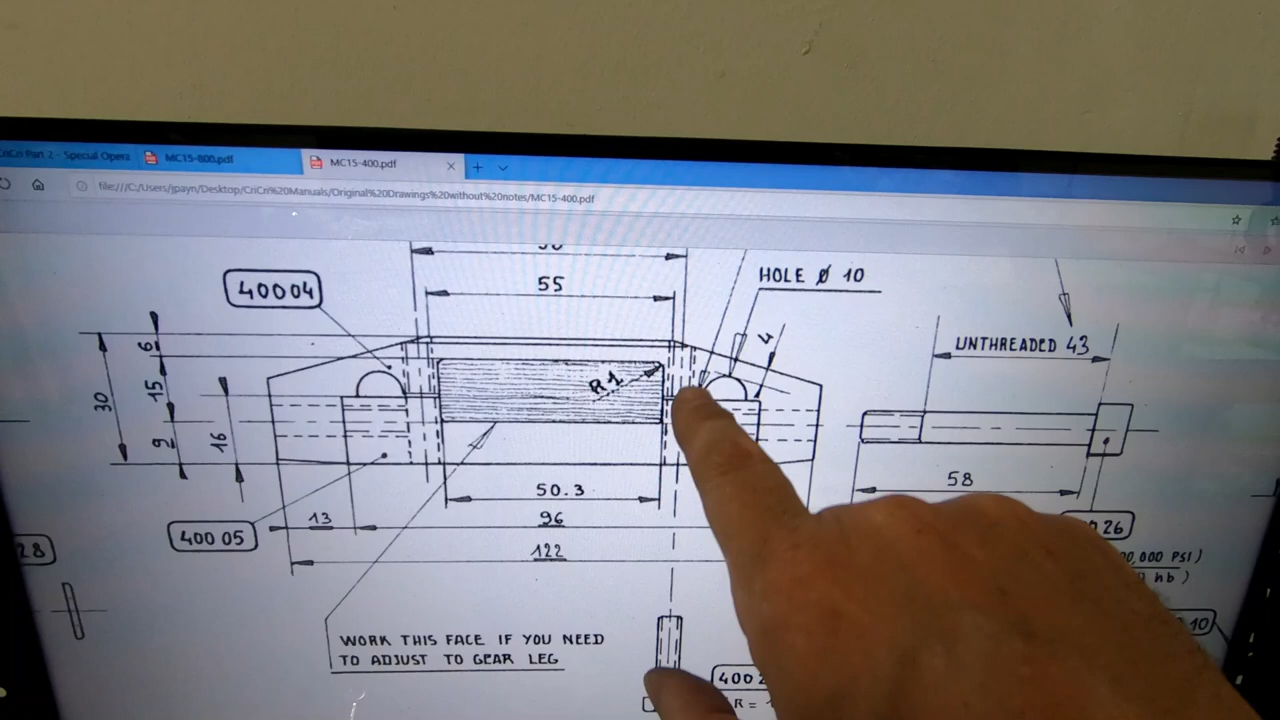 CriCri Part 2 - Special Opera
MC15-800.pdf
MC15-400.pdf
file:///C:/Users/jpayn/Desktop/CriCri%20Manuals/Original%20Drawings%20without%20notes/MC15-400.pdf
55
HOLE Ø 10
40004
4
UNTHREADED 43
6
15
30
9
16
R1
50.3
58
13
96
122
40005
28
26
0,000 PSI)
hb)
10
WORK THIS FACE IF YOU NEED
TO ADJUST TO GEAR LEG
400
R =